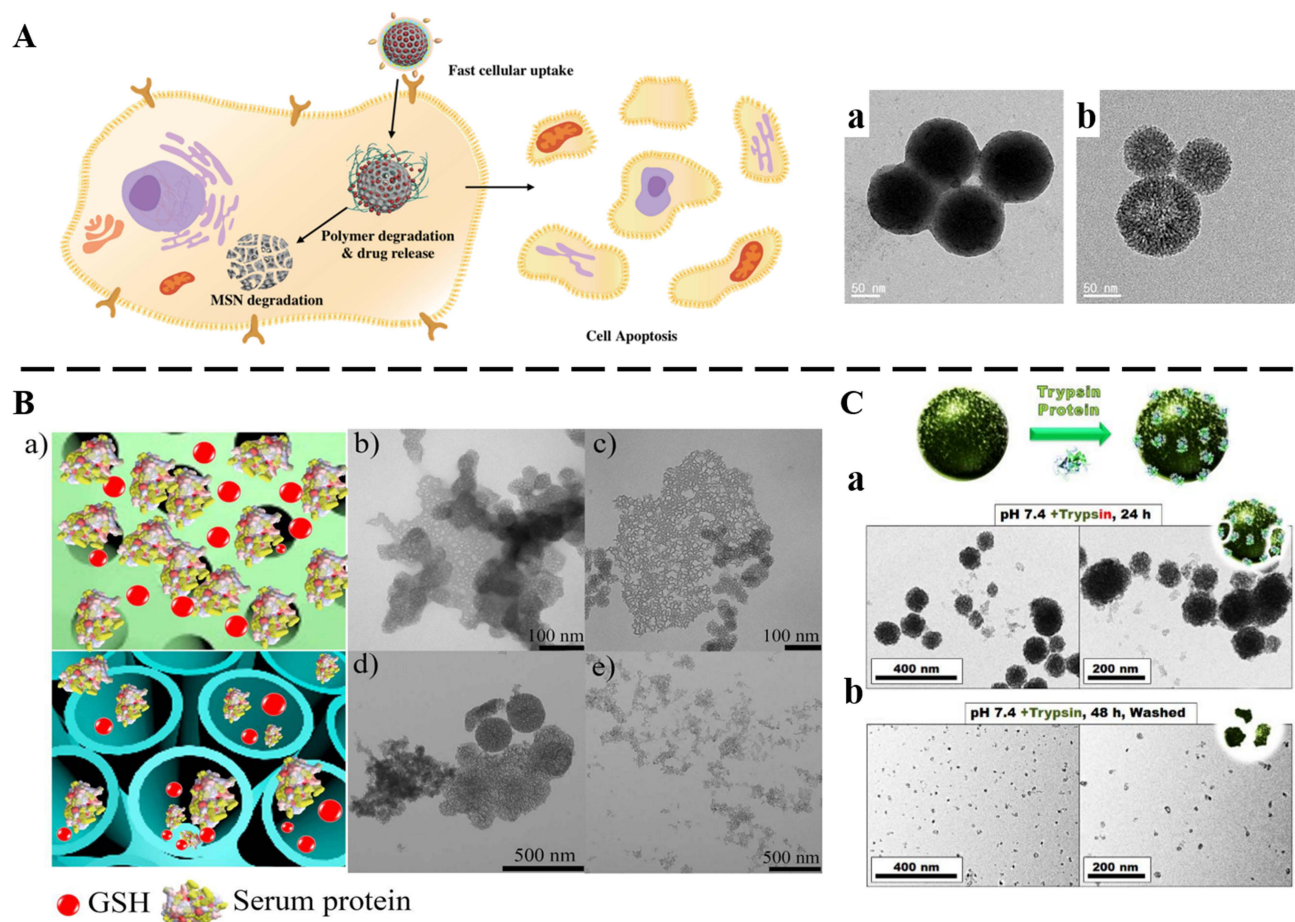 A
Fast cellular uptake
Polymer degradation
& drug release
MSN degradation
Cell Apoptosis
a
50 nm
b
50 nm
B
a)
b)
100 nm
c)
100 nm
d)
500 nm
e)
500 nm
GSH
Serum protein
C
Trypsin
Protein
a
pH 7.4 +Trypsin, 24 h
400 nm
200 nm
b
pH 7.4 +Trypsin, 48 h, Washed
400 nm
200 nm